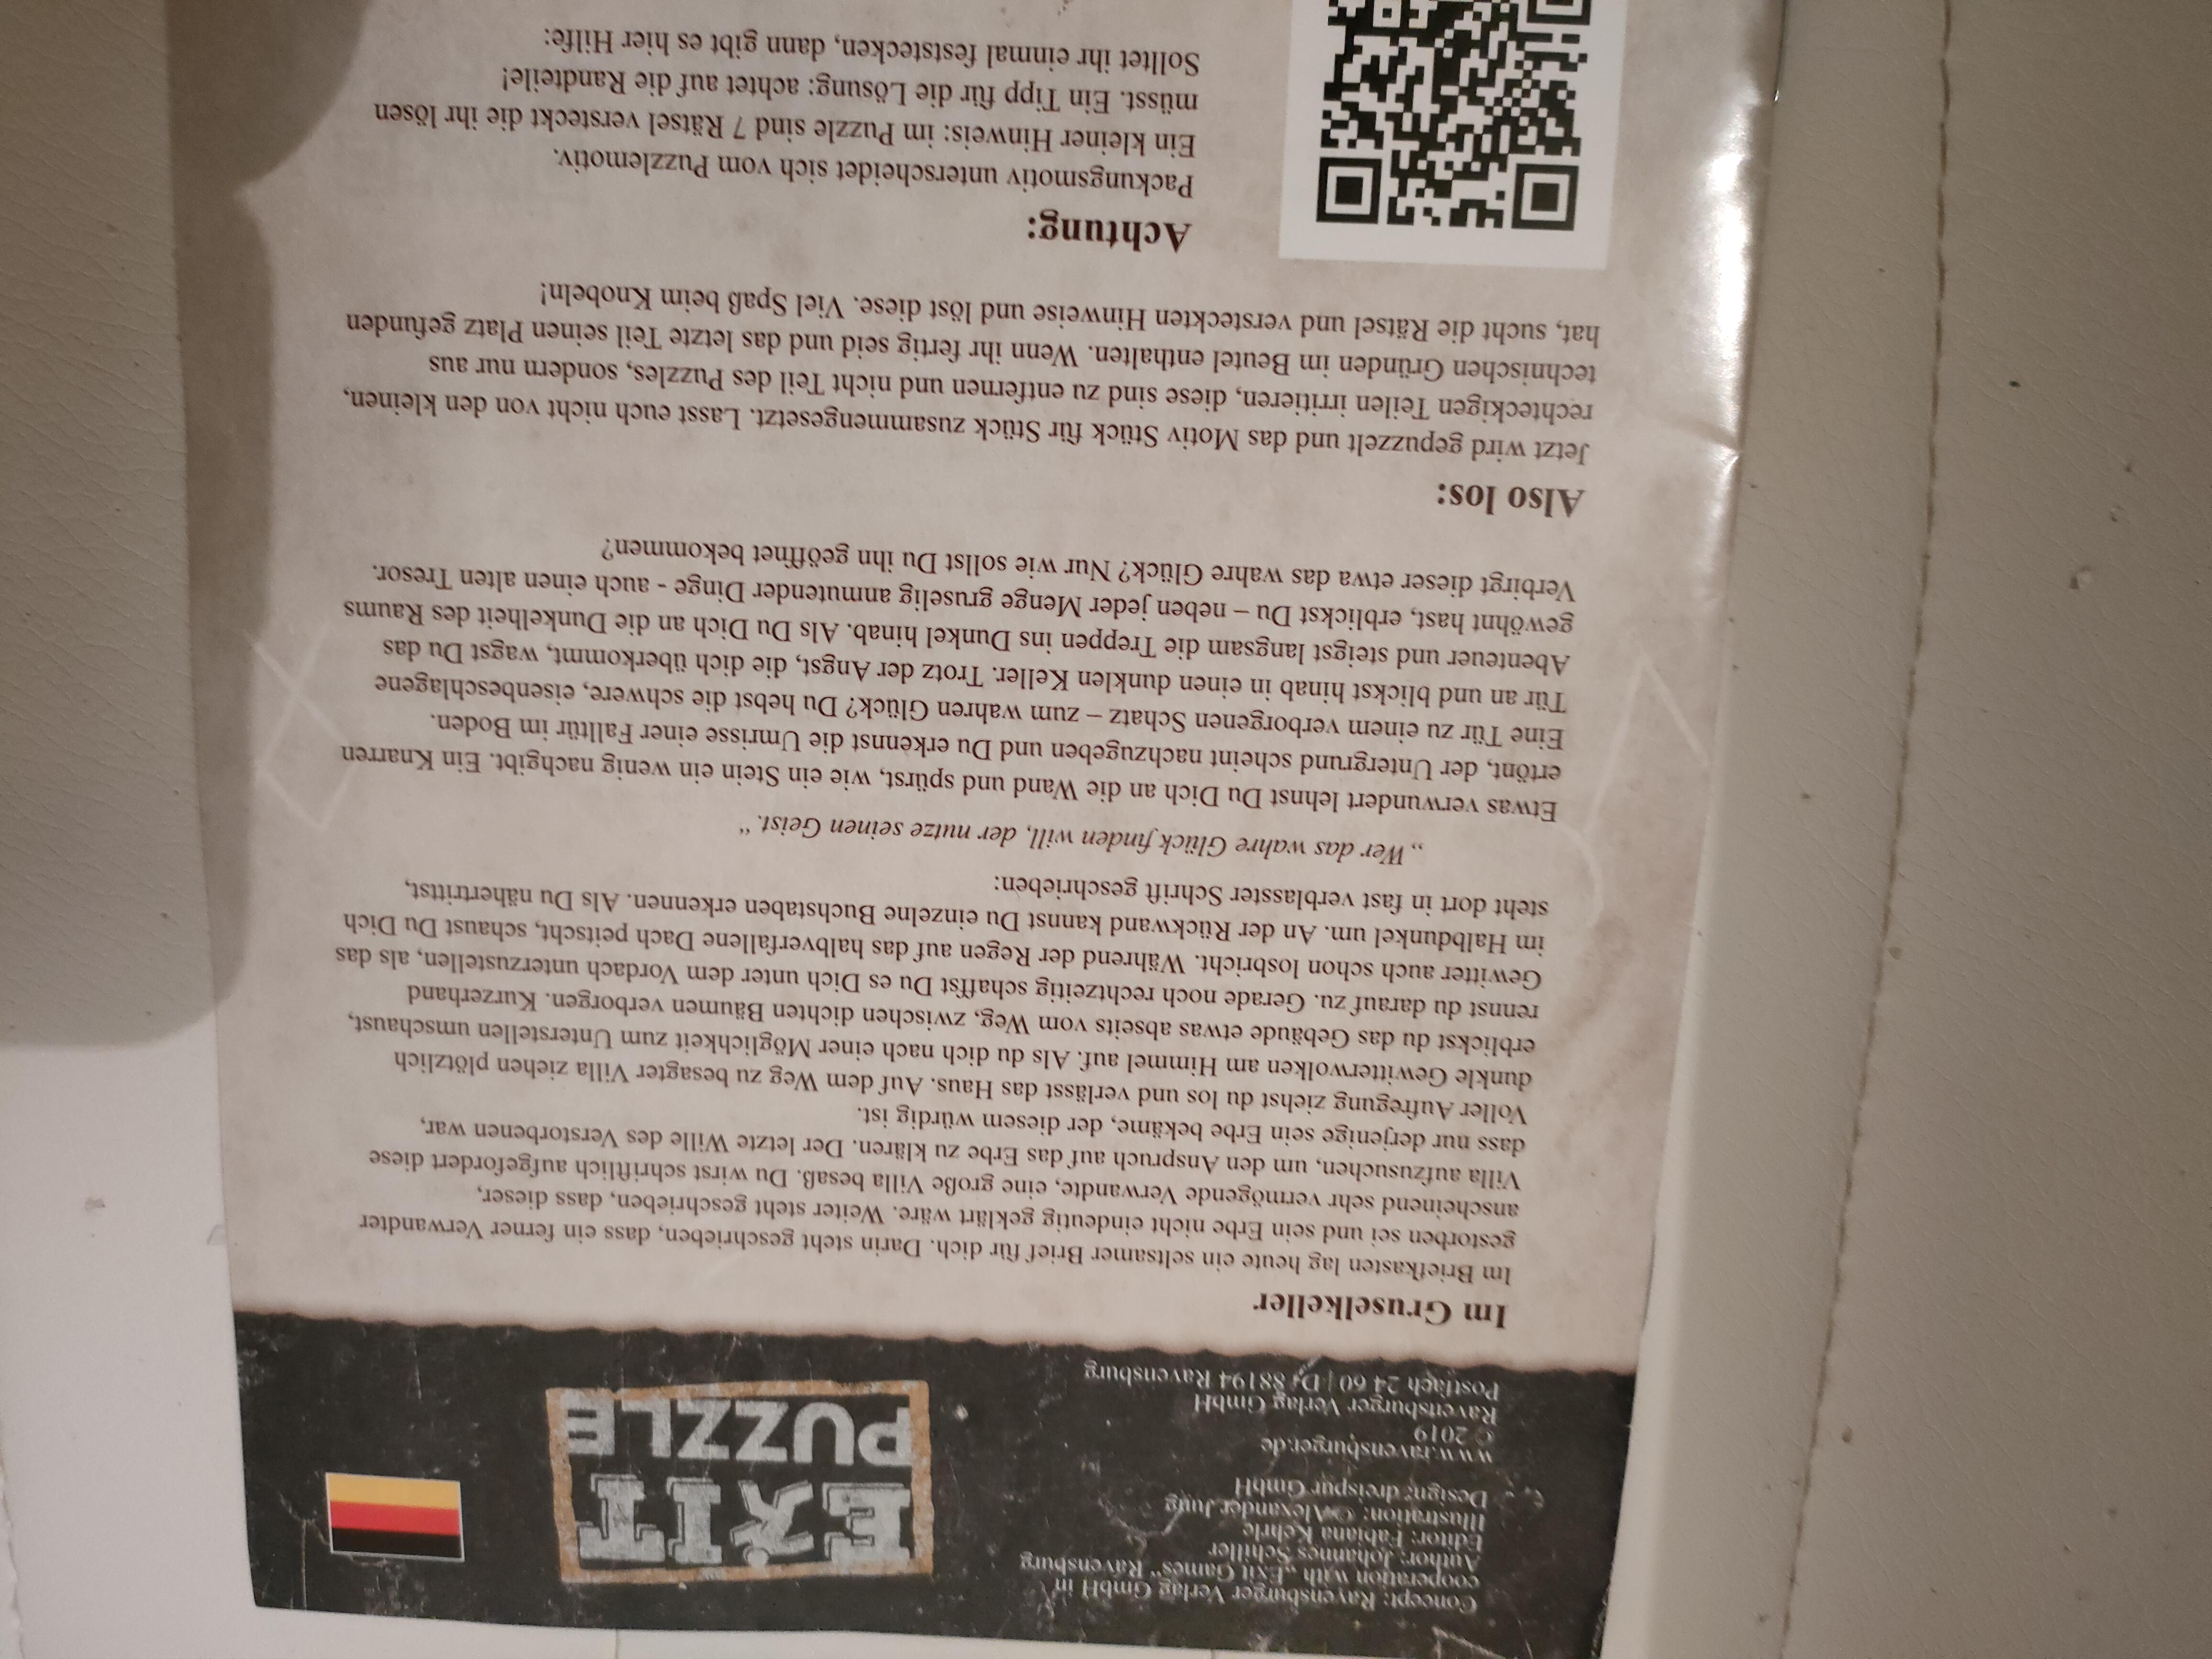 Concept: Ravensburger Verlag GmbH in
cooperation with „Exit Games" Ravensburg
Author: Johannes Schiller
Editor: Fabiana Kehrle
Illustration: © Alexander Jung
Design: dreispur GmbH
www.ravensburger.de
© 2019
Ravensburger Verlag GmbH
Postfach 24 60 | D- 88194 Ravensburg
EXIT
PUZZLE
Im Gruselkeller
Im Briefkasten lag heute ein seltsamer Brief für dich. Darin steht geschrieben, dass ein ferner Verwandter
gestorben sei und sein Erbe nicht eindeutig geklärt wäre. Weiter steht geschrieben, dass dieser,
anscheinend sehr vermögende Verwandte, eine große Villa besaß. Du wirst schriftlich aufgefordert diese
Villa aufzusuchen, um den Anspruch auf das Erbe zu klären. Der letzte Wille des Verstorbenen war,
dass nur derjenige sein Erbe bekäme, der diesem würdig ist.
Voller Aufregung ziehst du los und verlässt das Haus. Auf dem Weg zu besagter Villa ziehen plötzlich
dunkle Gewitterwolken am Himmel auf. Als du dich nach einer Möglichkeit zum Unterstellen umschaust,
erblickst du das Gebäude etwas abseits vom Weg, zwischen dichten Bäumen verborgen. Kurzerhand
rennst du darauf zu. Gerade noch rechtzeitig schaffst Du es Dich unter dem Vordach unterzustellen, als das
Gewitter auch schon losbricht. Während der Regen auf das halbverfallene Dach peitscht, schaust Du Dich
im Halbdunkel um. An der Rückwand kannst Du einzelne Buchstaben erkennen. Als Du nähertrittst,
steht dort in fast verblasster Schrift geschrieben:
„Wer das wahre Glück finden will, der nutze seinen Geist."
Etwas verwundert lehnst Du Dich an die Wand und spürst, wie ein Stein ein wenig nachgibt. Ein Knarren
ertönt, der Untergrund scheint nachzugeben und Du erkennst die Umrisse einer Falltür im Boden.
Eine Tür zu einem verborgenen Schatz – zum wahren Glück? Du hebst die schwere, eisenbeschlagene
Tür an und blickst hinab in einen dunklen Keller. Trotz der Angst, die dich überkommt, wagst Du das
Abenteuer und steigst langsam die Treppen ins Dunkel hinab. Als Du Dich an die Dunkelheit des Raums
gewöhnt hast, erblickst Du – neben jeder Menge gruselig anmutender Dinge - auch einen alten Tresor.
Verbirgt dieser etwa das wahre Glück? Nur wie sollst Du ihn geöffnet bekommen?
Also los:
Jetzt wird gepuzzelt und das Motiv Stück für Stück zusammengesetzt. Lasst euch nicht von den kleinen,
rechteckigen Teilen irritieren, diese sind zu entfernen und nicht Teil des Puzzles, sondern nur aus
technischen Gründen im Beutel enthalten. Wenn ihr fertig seid und das letzte Teil seinen Platz gefunden
hat, sucht die Rätsel und versteckten Hinweise und löst diese. Viel Spaß beim Knobeln!
Achtung:
Packungsmotiv unterscheidet sich vom Puzzlemotiv.
Ein kleiner Hinweis: im Puzzle sind 7 Rätsel versteckt die ihr lösen
müsst. Ein Tipp für die Lösung: achtet auf die Randteile!
Solltet ihr einmal feststecken, dann gibt es hier Hilfe: